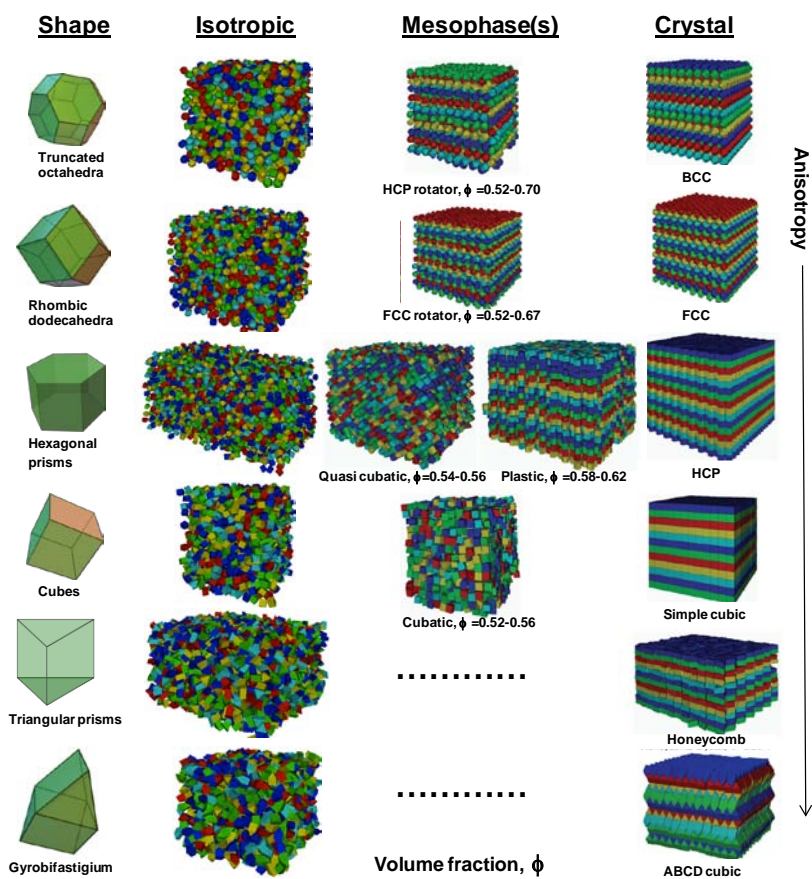 Shape Isotropic Mesophase(s) Crystal
Truncated
octahedra
HCP rotator, ϕ =0.52-0.70
BCC
Anisotropy
Rhombic
dodecahedra
FCC rotator, ϕ =0.52-0.67
FCC
Hexagonal
prisms
Quasi cubatic, ϕ=0.54-0.56
Plastic, ϕ=0.58-0.62
HCP
Cubes
Cubatic, ϕ=0.52-0.56
Simple cubic
Triangular prisms
............
Honeycomb
Gyrobifastigium
............
Volume fraction, ϕ
ABCD cubic